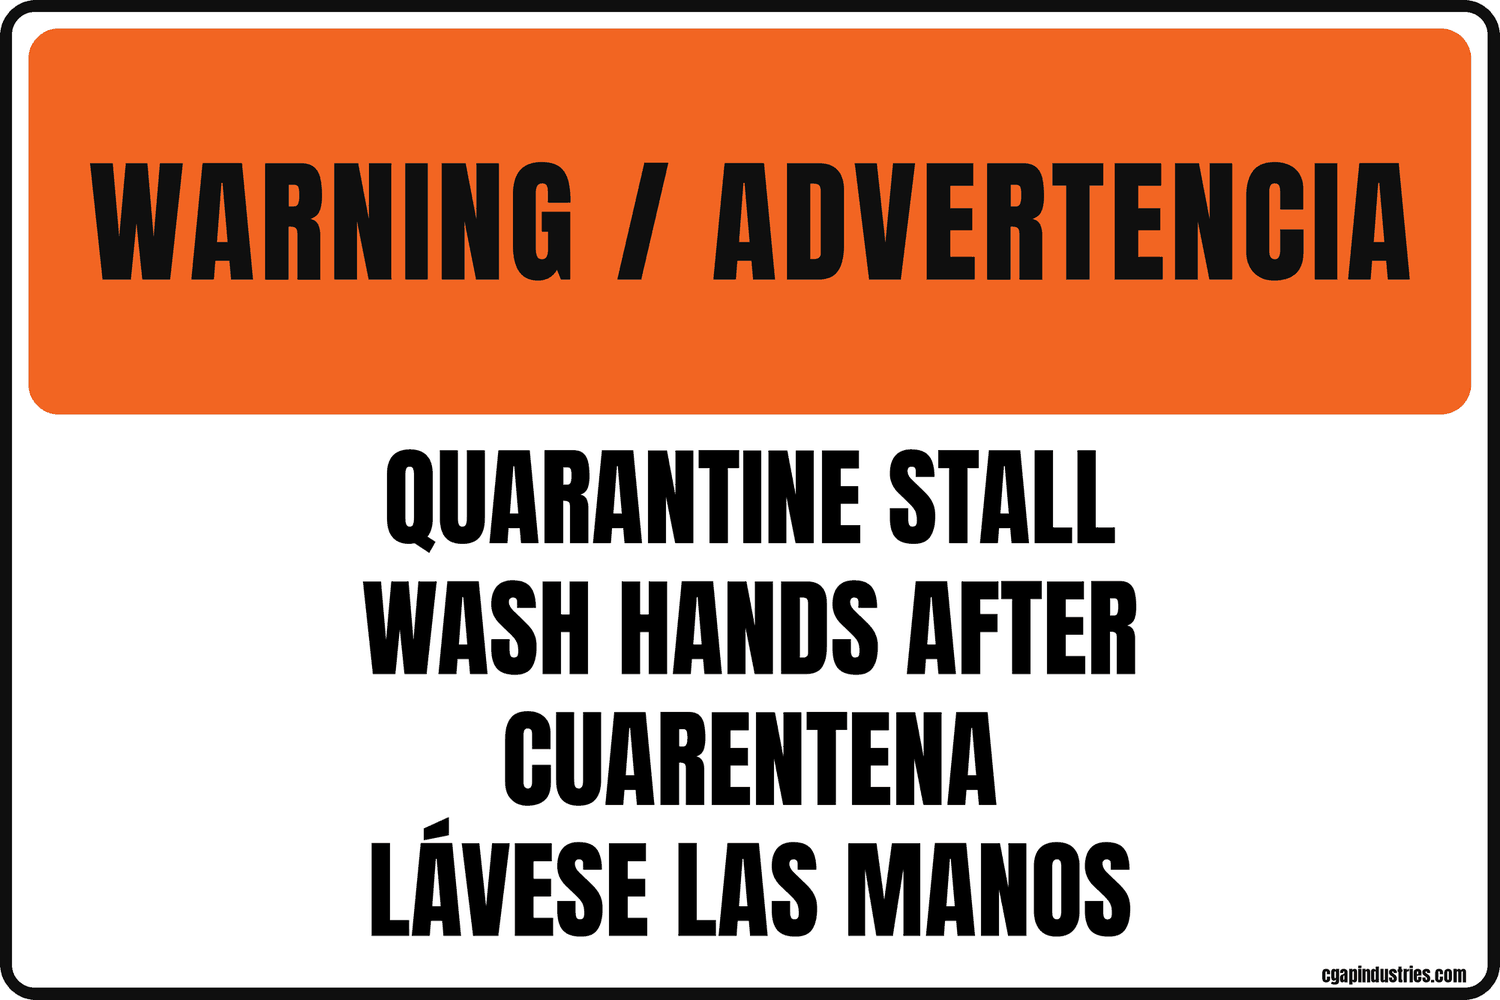 WARNING / ADVERTENCIA
QUARANTINE STALL
WASH HANDS AFTER
CUARENTENA
LÁVESE LAS MANOS
cgapindustries.com